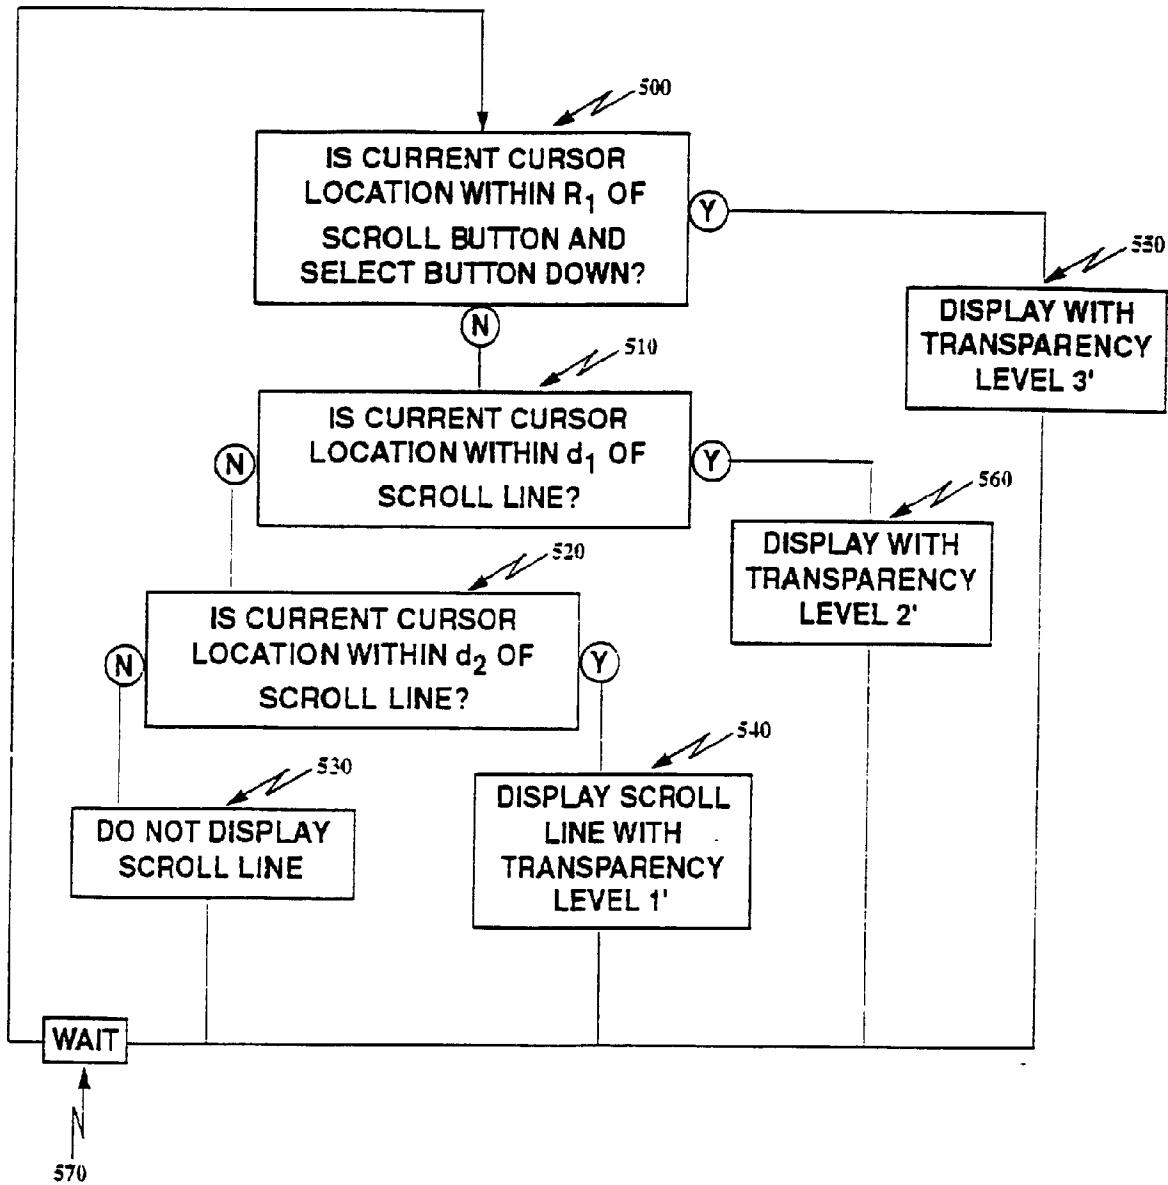 500
IS CURRENT CURSOR
LOCATION WITHIN R1 OF
SCROLL BUTTON AND
SELECT BUTTON DOWN?
Y
N
550
DISPLAY WITH
TRANSPARENCY
LEVEL 3'
510
IS CURRENT CURSOR
LOCATION WITHIN d1 OF
SCROLL LINE?
N
Y
560
DISPLAY WITH
TRANSPARENCY
LEVEL 2'
520
IS CURRENT CURSOR
LOCATION WITHIN d2 OF
SCROLL LINE?
N
Y
530
DO NOT DISPLAY
SCROLL LINE
540
DISPLAY SCROLL
LINE WITH
TRANSPARENCY
LEVEL 1'
WAIT
570